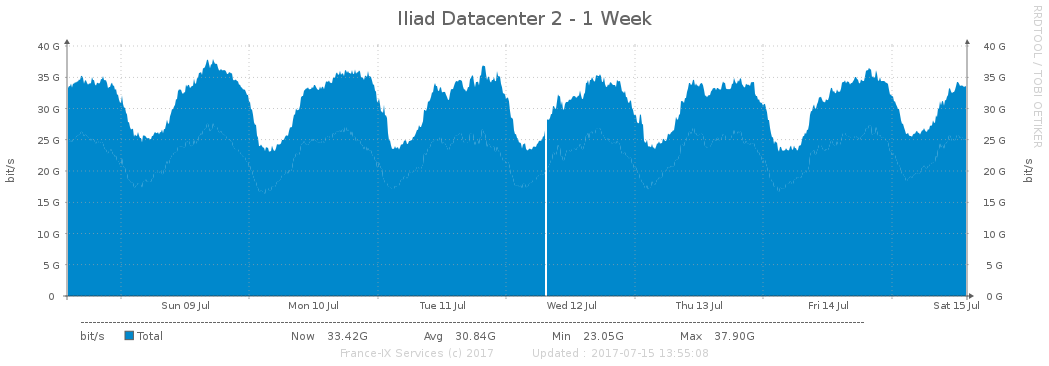 Iliad Datacenter 2 - 1 Week
RRDTOOL / TOBI OETIKER
40 G 40 G
35 G 35 G
30 G 30 G
25 G 25 G
20 G 20 G
15 G 15 G
10 G 10 G
5 G 5 G
0 0 G
bit/s bit/s
Sun 09 Jul Mon 10 Jul Tue 11 Jul Wed 12 Jul Thu 13 Jul Fri 14 Jul Sat 15 Jul
bit/s Total Now 33.42G Avg 30.84G Min 23.05G Max 37.90G
France-IX Services (c) 2017 Updated : 2017-07-15 13:55:08